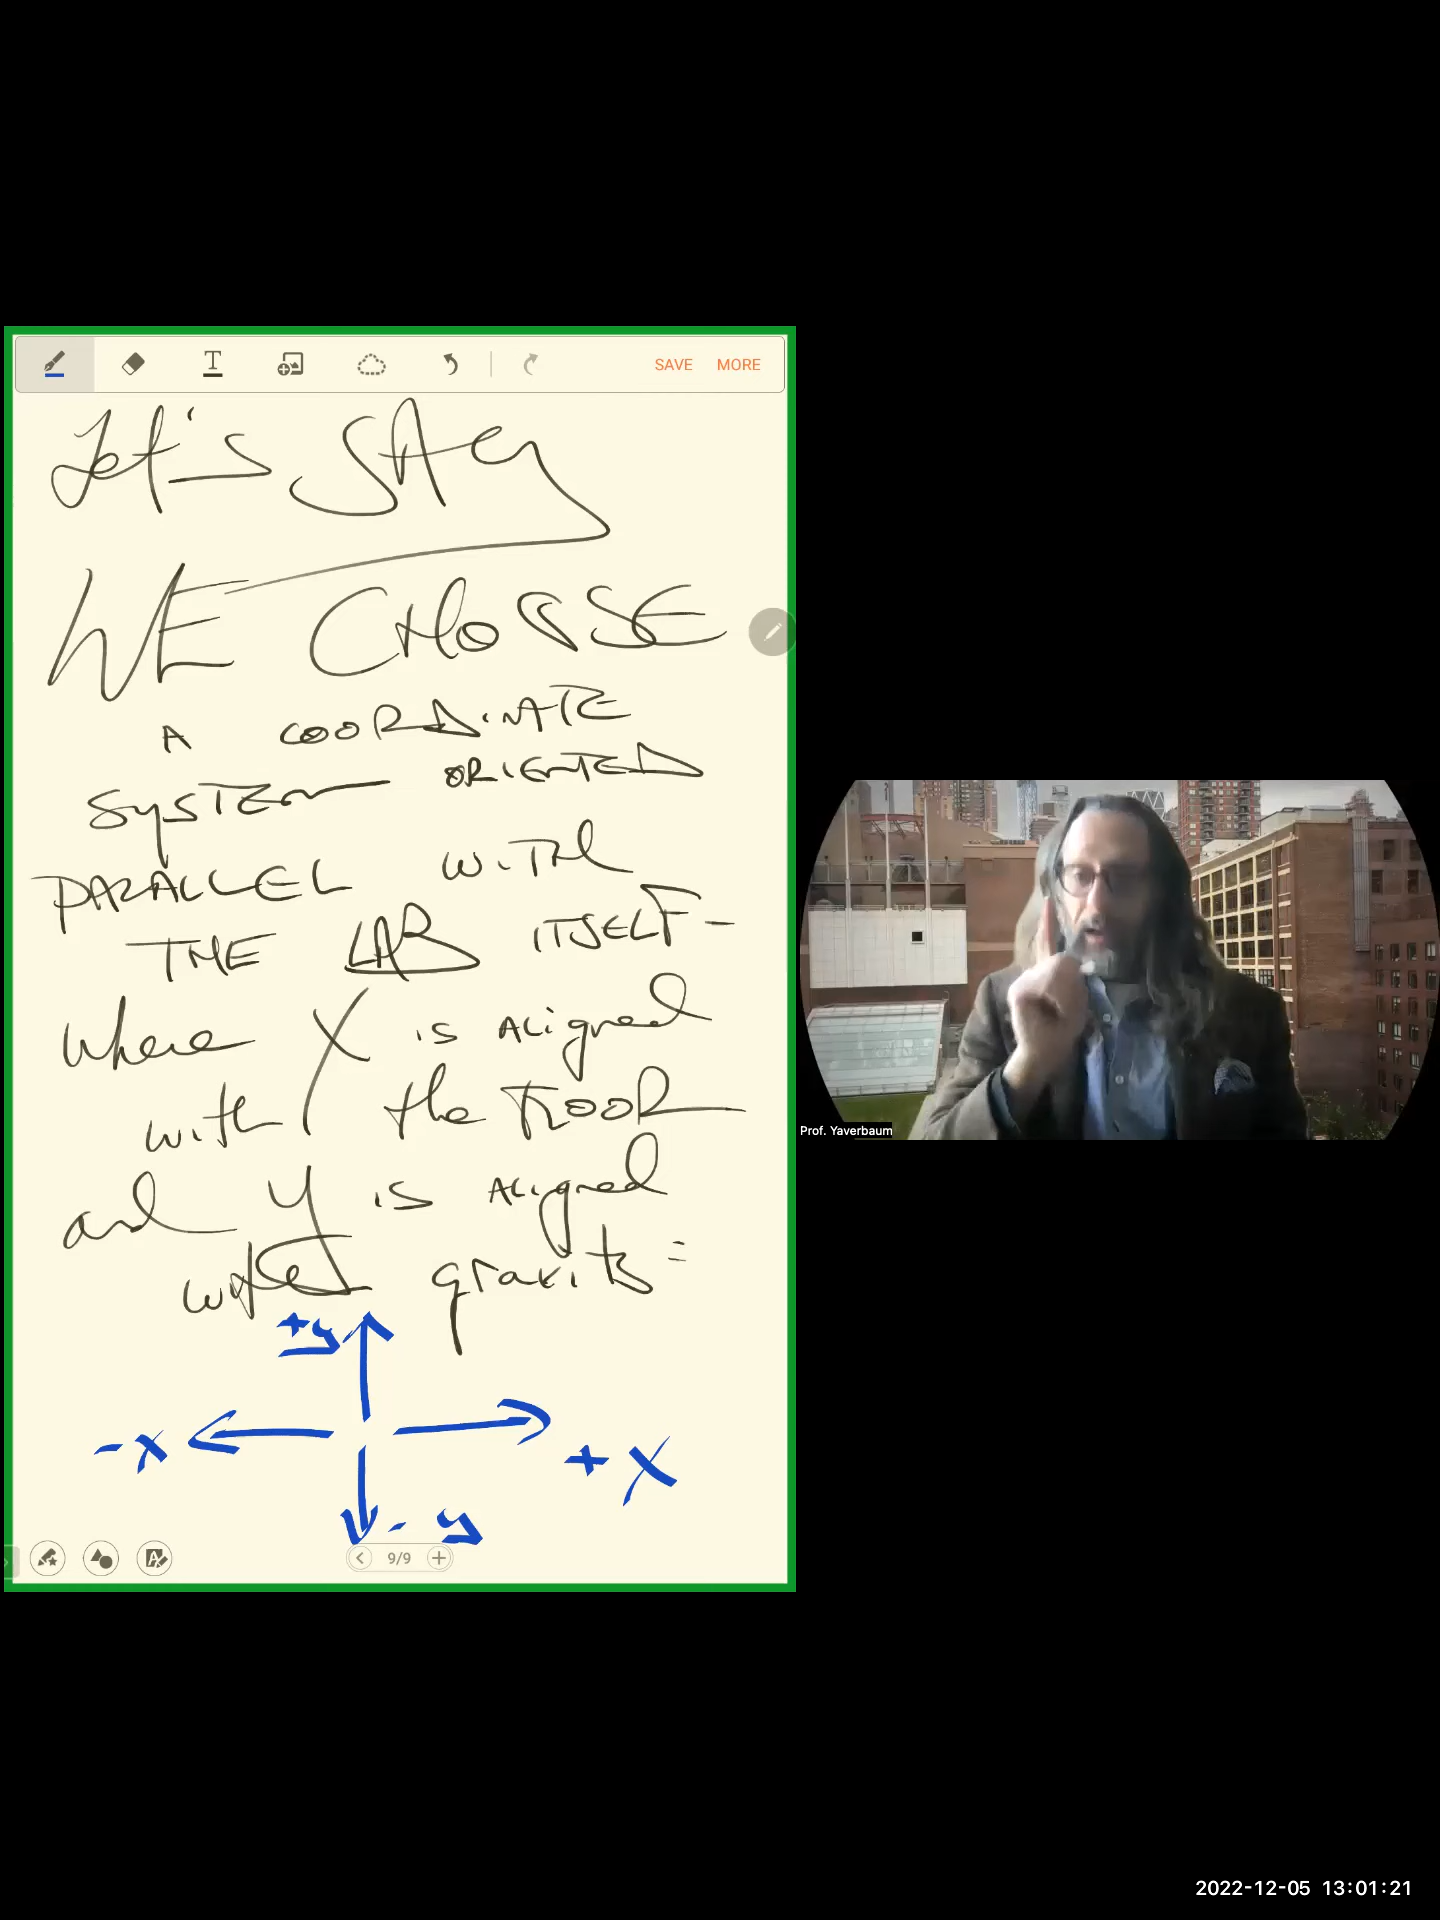 SAVE MORE
Let's SAy
WE CHOOSE
A COORDINATE
SYSTEM ORIENTED
PARALLEL WITH
THE LAB ITSELF-
Where X is ALigned
with the FLOOR
and y is ALigned
with gravity =
+y
-x
+ X
- y
9/9
Prof. Yaverbaum
2022-12-05 13:01:21